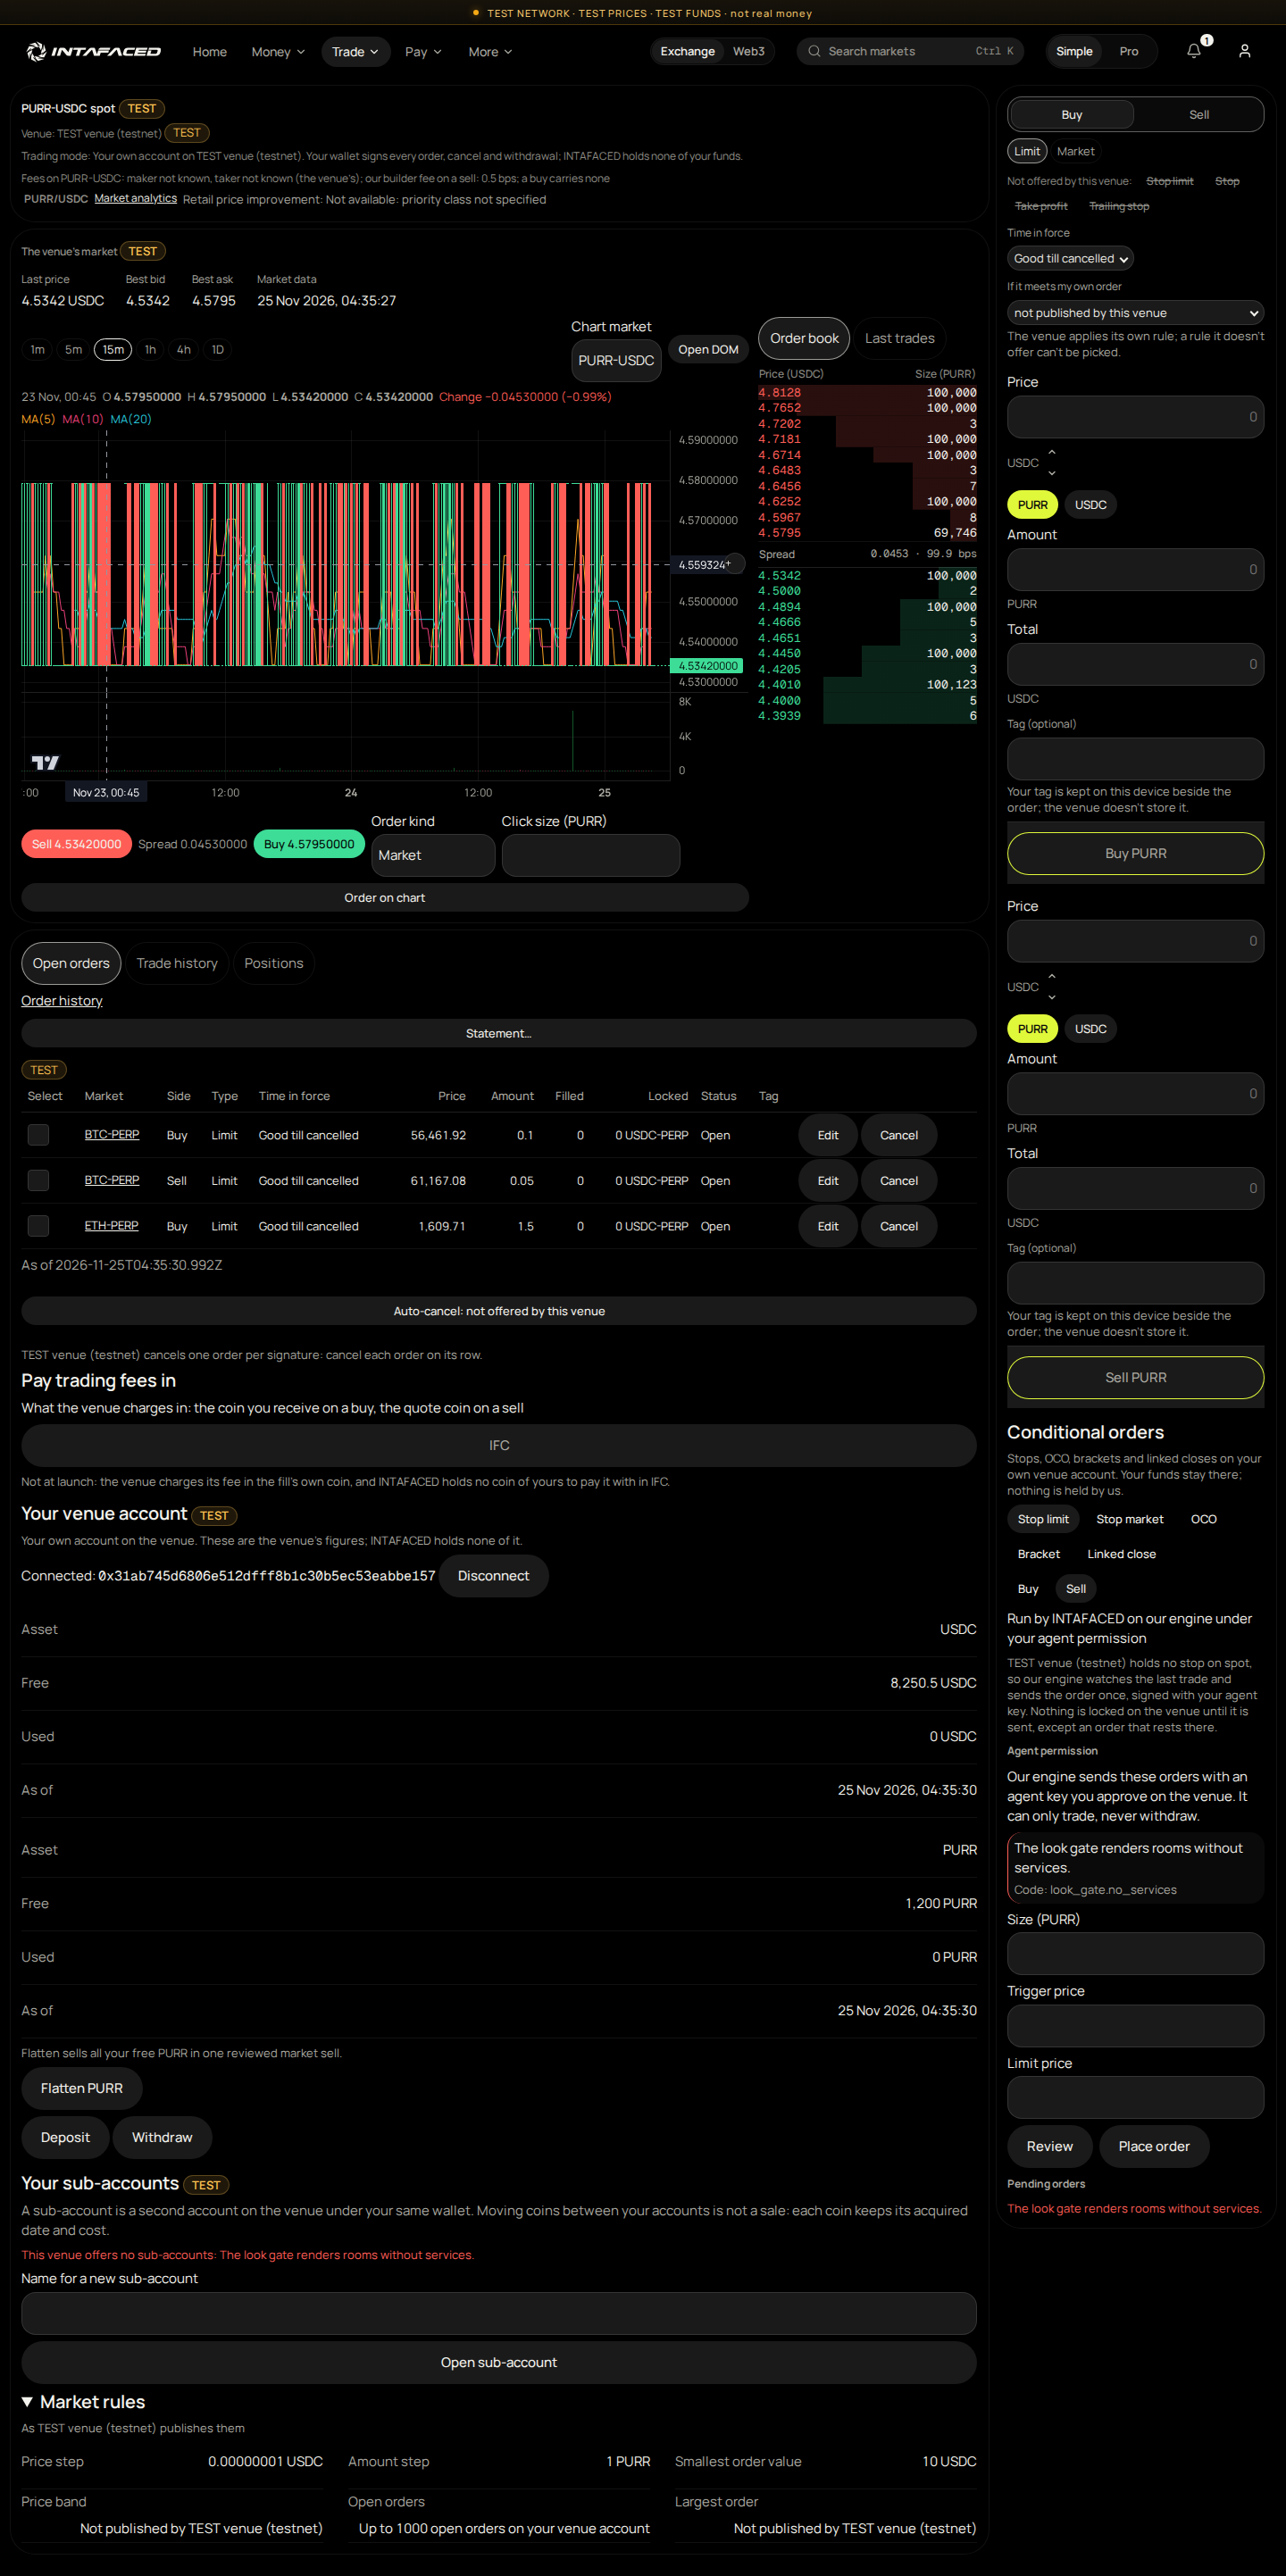 TEST NETWORK · TEST PRICES · TEST FUNDS · not real money
INTAFACED Home Money Trade Pay More Exchange Web3 Search markets Ctrl K Simple Pro 1
PURR-USDC spot TEST
Venue: TEST venue (testnet) TEST
Trading mode: Your own account on TEST venue (testnet). Your wallet signs every order, cancel and withdrawal; INTAFACED holds none of your funds.
Fees on PURR-USDC: maker not known, taker not known (the venue's); our builder fee on a sell: 0.5 bps; a buy carries none
PURR/USDC Market analytics Retail price improvement: Not available: priority class not specified
The venue's market TEST
Last price Best bid Best ask Market data
4.5342 USDC 4.5342 4.5795 25 Nov 2026, 04:35:27
1m 5m 15m 1h 4h 1D
Chart market
PURR-USDC
Open DOM
23 Nov, 00:45 O 4.57950000 H 4.57950000 L 4.53420000 C 4.53420000 Change −0.04530000 (−0.99%)
MA(5) MA(10) MA(20)
4.59000000
4.58000000
4.57000000
4.559324+
4.55000000
4.54000000
4.53420000
4.53000000
8K
4K
0
:00 Nov 23, 00:45 12:00 24 12:00 25
Order book Last trades
Price (USDC) Size (PURR)
4.8128 100,000
4.7652 100,000
4.7202 3
4.7181 100,000
4.6714 100,000
4.6483 3
4.6456 7
4.6252 100,000
4.5967 8
4.5795 69,746
Spread 0.0453 · 99.9 bps
4.5342 100,000
4.5000 2
4.4894 100,000
4.4666 5
4.4651 3
4.4450 100,000
4.4205 3
4.4010 100,123
4.4000 5
4.3939 6
Sell 4.53420000 Spread 0.04530000 Buy 4.57950000
Order kind
Market
Click size (PURR)
Order on chart
Open orders Trade history Positions
Order history
Statement...
TEST
Select Market Side Type Time in force Price Amount Filled Locked Status Tag
BTC-PERP Buy Limit Good till cancelled 56,461.92 0.1 0 0 USDC-PERP Open Edit Cancel
BTC-PERP Sell Limit Good till cancelled 61,167.08 0.05 0 0 USDC-PERP Open Edit Cancel
ETH-PERP Buy Limit Good till cancelled 1,609.71 1.5 0 0 USDC-PERP Open Edit Cancel
As of 2026-11-25T04:35:30.992Z
Auto-cancel: not offered by this venue
TEST venue (testnet) cancels one order per signature: cancel each order on its row.
Pay trading fees in
What the venue charges in: the coin you receive on a buy, the quote coin on a sell
IFC
Not at launch: the venue charges its fee in the fill's own coin, and INTAFACED holds no coin of yours to pay it with in IFC.
Your venue account TEST
Your own account on the venue. These are the venue's figures; INTAFACED holds none of it.
Connected: 0x31ab745d6806e512dfff8b1c30b5ec53eabbe157 Disconnect
Asset USDC
Free 8,250.5 USDC
Used 0 USDC
As of 25 Nov 2026, 04:35:30
Asset PURR
Free 1,200 PURR
Used 0 PURR
As of 25 Nov 2026, 04:35:30
Flatten sells all your free PURR in one reviewed market sell.
Flatten PURR
Deposit Withdraw
Your sub-accounts TEST
A sub-account is a second account on the venue under your same wallet. Moving coins between your accounts is not a sale: each coin keeps its acquired
date and cost.
This venue offers no sub-accounts: The look gate renders rooms without services.
Name for a new sub-account
Open sub-account
▼ Market rules
As TEST venue (testnet) publishes them
Price step 0.00000001 USDC Amount step 1 PURR Smallest order value 10 USDC
Price band Open orders Largest order
Not published by TEST venue (testnet) Up to 1000 open orders on your venue account Not published by TEST venue (testnet)
Buy Sell
Limit Market
Not offered by this venue: Stop limit Stop
Take profit Trailing stop
Time in force
Good till cancelled
If it meets my own order
not published by this venue
The venue applies its own rule; a rule it doesn't
offer can't be picked.
Price
0
USDC
PURR USDC
Amount
0
PURR
Total
0
USDC
Tag (optional)
Your tag is kept on this device beside the
order; the venue doesn't store it.
Buy PURR
Price
0
USDC
PURR USDC
Amount
0
PURR
Total
0
USDC
Tag (optional)
Your tag is kept on this device beside the
order; the venue doesn't store it.
Sell PURR
Conditional orders
Stops, OCO, brackets and linked closes on your
own venue account. Your funds stay there;
nothing is held by us.
Stop limit Stop market OCO
Bracket Linked close
Buy Sell
Run by INTAFACED on our engine under
your agent permission
TEST venue (testnet) holds no stop on spot,
so our engine watches the last trade and
sends the order once, signed with your agent
key. Nothing is locked on the venue until it is
sent, except an order that rests there.
Agent permission
Our engine sends these orders with an
agent key you approve on the venue. It
can only trade, never withdraw.
The look gate renders rooms without
services.
Code: look_gate.no_services
Size (PURR)
Trigger price
Limit price
Review Place order
Pending orders
The look gate renders rooms without services.